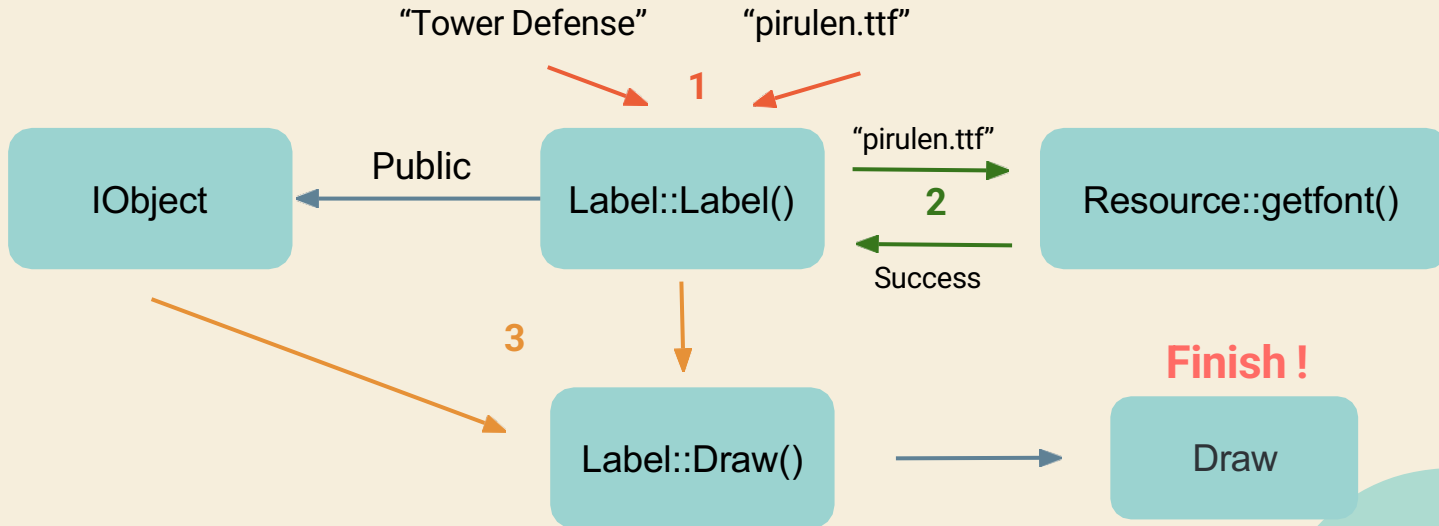 “Tower Defense”
“pirulen.ttf”
1
IObject
Public
Label::Label()
“pirulen.ttf”
2
Success
Resource::getfont()
3
Label::Draw()
Finish !
Draw